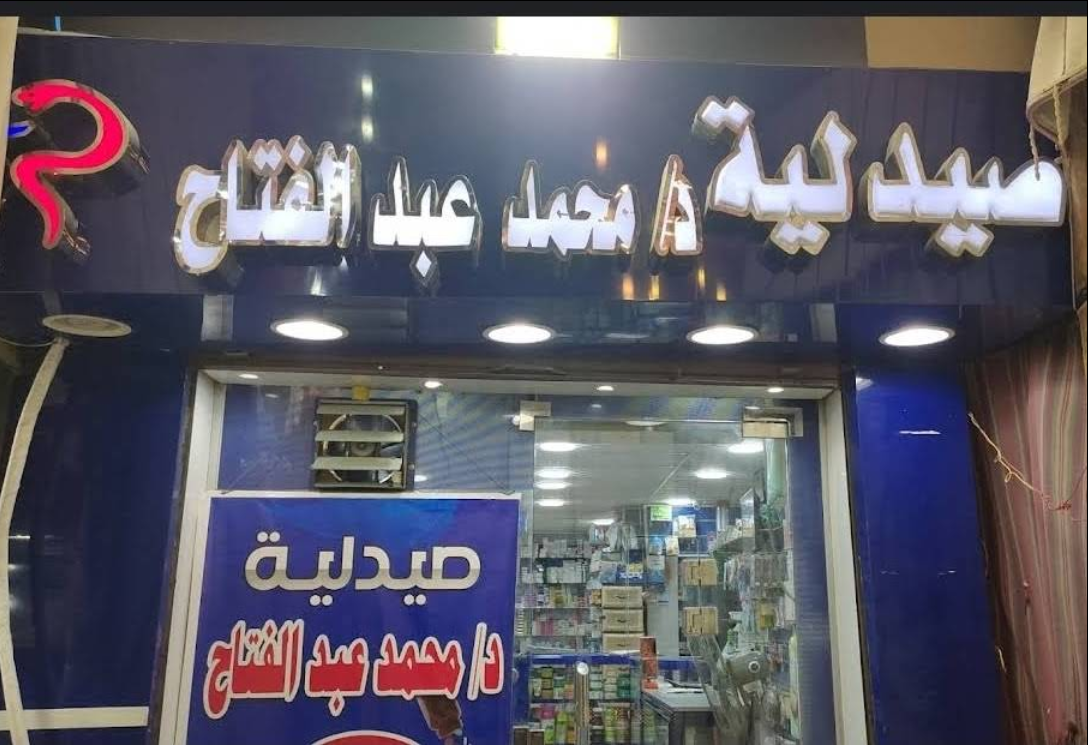 صيدلية د/ محمد عبد الفتاح
صيدلية
د/ محمد عبد الفتاح